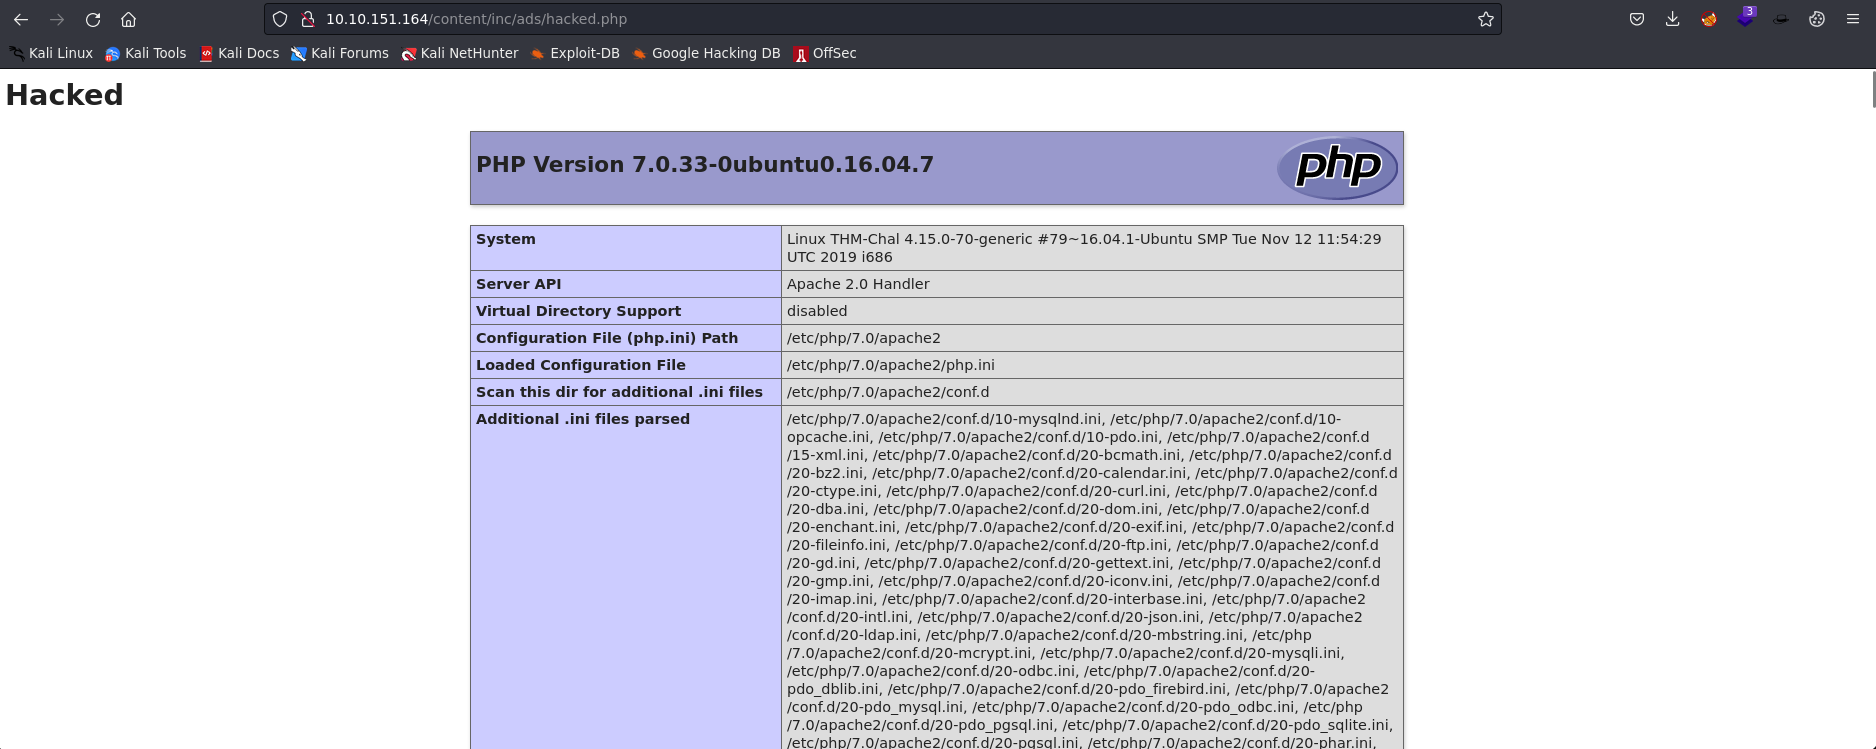 10.10.151.164/content/inc/ads/hacked.php
3
Kali Linux Kali Tools Kali Docs Kali Forums Kali NetHunter Exploit-DB Google Hacking DB OffSec
Hacked
PHP Version 7.0.33-0ubuntu0.16.04.7
php
System
Linux THM-Chal 4.15.0-70-generic #79~16.04.1-Ubuntu SMP Tue Nov 12 11:54:29
UTC 2019 i686
Server API
Apache 2.0 Handler
Virtual Directory Support
disabled
Configuration File (php.ini) Path
/etc/php/7.0/apache2
Loaded Configuration File
/etc/php/7.0/apache2/php.ini
Scan this dir for additional .ini files
/etc/php/7.0/apache2/conf.d
Additional .ini files parsed
/etc/php/7.0/apache2/conf.d/10-mysqlnd.ini, /etc/php/7.0/apache2/conf.d/10-
opcache.ini, /etc/php/7.0/apache2/conf.d/10-pdo.ini, /etc/php/7.0/apache2/conf.d
/15-xml.ini, /etc/php/7.0/apache2/conf.d/20-bcmath.ini, /etc/php/7.0/apache2/conf.d
/20-bz2.ini, /etc/php/7.0/apache2/conf.d/20-calendar.ini, /etc/php/7.0/apache2/conf.d
/20-ctype.ini, /etc/php/7.0/apache2/conf.d/20-curl.ini, /etc/php/7.0/apache2/conf.d
/20-dba.ini, /etc/php/7.0/apache2/conf.d/20-dom.ini, /etc/php/7.0/apache2/conf.d
/20-enchant.ini, /etc/php/7.0/apache2/conf.d/20-exif.ini, /etc/php/7.0/apache2/conf.d
/20-fileinfo.ini, /etc/php/7.0/apache2/conf.d/20-ftp.ini, /etc/php/7.0/apache2/conf.d
/20-gd.ini, /etc/php/7.0/apache2/conf.d/20-gettext.ini, /etc/php/7.0/apache2/conf.d
/20-gmp.ini, /etc/php/7.0/apache2/conf.d/20-iconv.ini, /etc/php/7.0/apache2/conf.d
/20-imap.ini, /etc/php/7.0/apache2/conf.d/20-interbase.ini, /etc/php/7.0/apache2
/conf.d/20-intl.ini, /etc/php/7.0/apache2/conf.d/20-json.ini, /etc/php/7.0/apache2
/conf.d/20-ldap.ini, /etc/php/7.0/apache2/conf.d/20-mbstring.ini, /etc/php
/7.0/apache2/conf.d/20-mcrypt.ini, /etc/php/7.0/apache2/conf.d/20-mysqli.ini,
/etc/php/7.0/apache2/conf.d/20-odbc.ini, /etc/php/7.0/apache2/conf.d/20-
pdo_dblib.ini, /etc/php/7.0/apache2/conf.d/20-pdo_firebird.ini, /etc/php/7.0/apache2
/conf.d/20-pdo_mysql.ini, /etc/php/7.0/apache2/conf.d/20-pdo_odbc.ini, /etc/php
/7.0/apache2/conf.d/20-pdo_pgsql.ini, /etc/php/7.0/apache2/conf.d/20-pdo_sqlite.ini,
/etc/php/7.0/apache2/conf.d/20-pgsql.ini, /etc/php/7.0/apache2/conf.d/20-phar.ini,